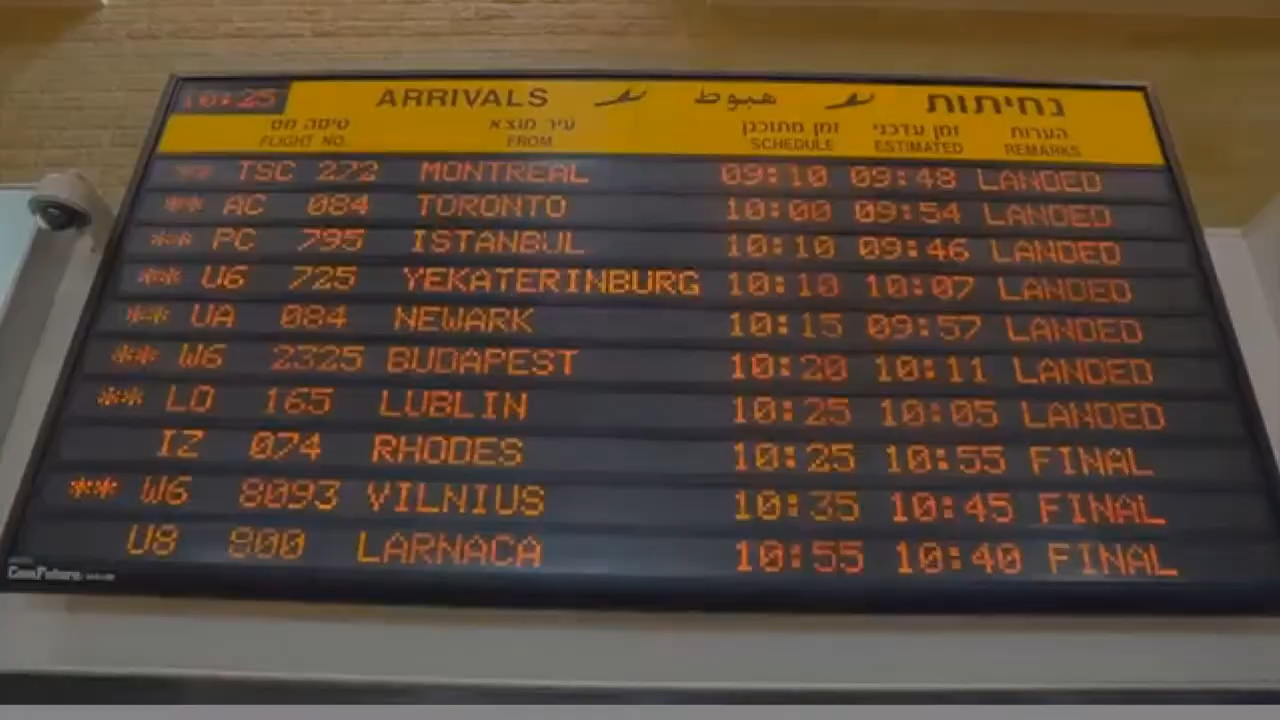 10:25 ARRIVALS هبوط נחיתות
טיסה מס עיר מוצא זמן מתוכנן זמן עדכני הערות
FLIGHT NO. FROM SCHEDULE ESTIMATED REMARKS
** TSC 272 MONTREAL 09:10 09:48 LANDED
** AC 084 TORONTO 10:00 09:54 LANDED
** PC 795 ISTANBUL 10:10 09:46 LANDED
** U6 725 YEKATERINBURG 10:10 10:07 LANDED
** UA 084 NEWARK 10:15 09:57 LANDED
** W6 2325 BUDAPEST 10:20 10:11 LANDED
** LO 165 LUBLIN 10:25 10:05 LANDED
IZ 074 RHODES 10:25 10:55 FINAL
** W6 8093 VILNIUS 10:35 10:45 FINAL
U8 800 LARNACA 10:55 10:40 FINAL